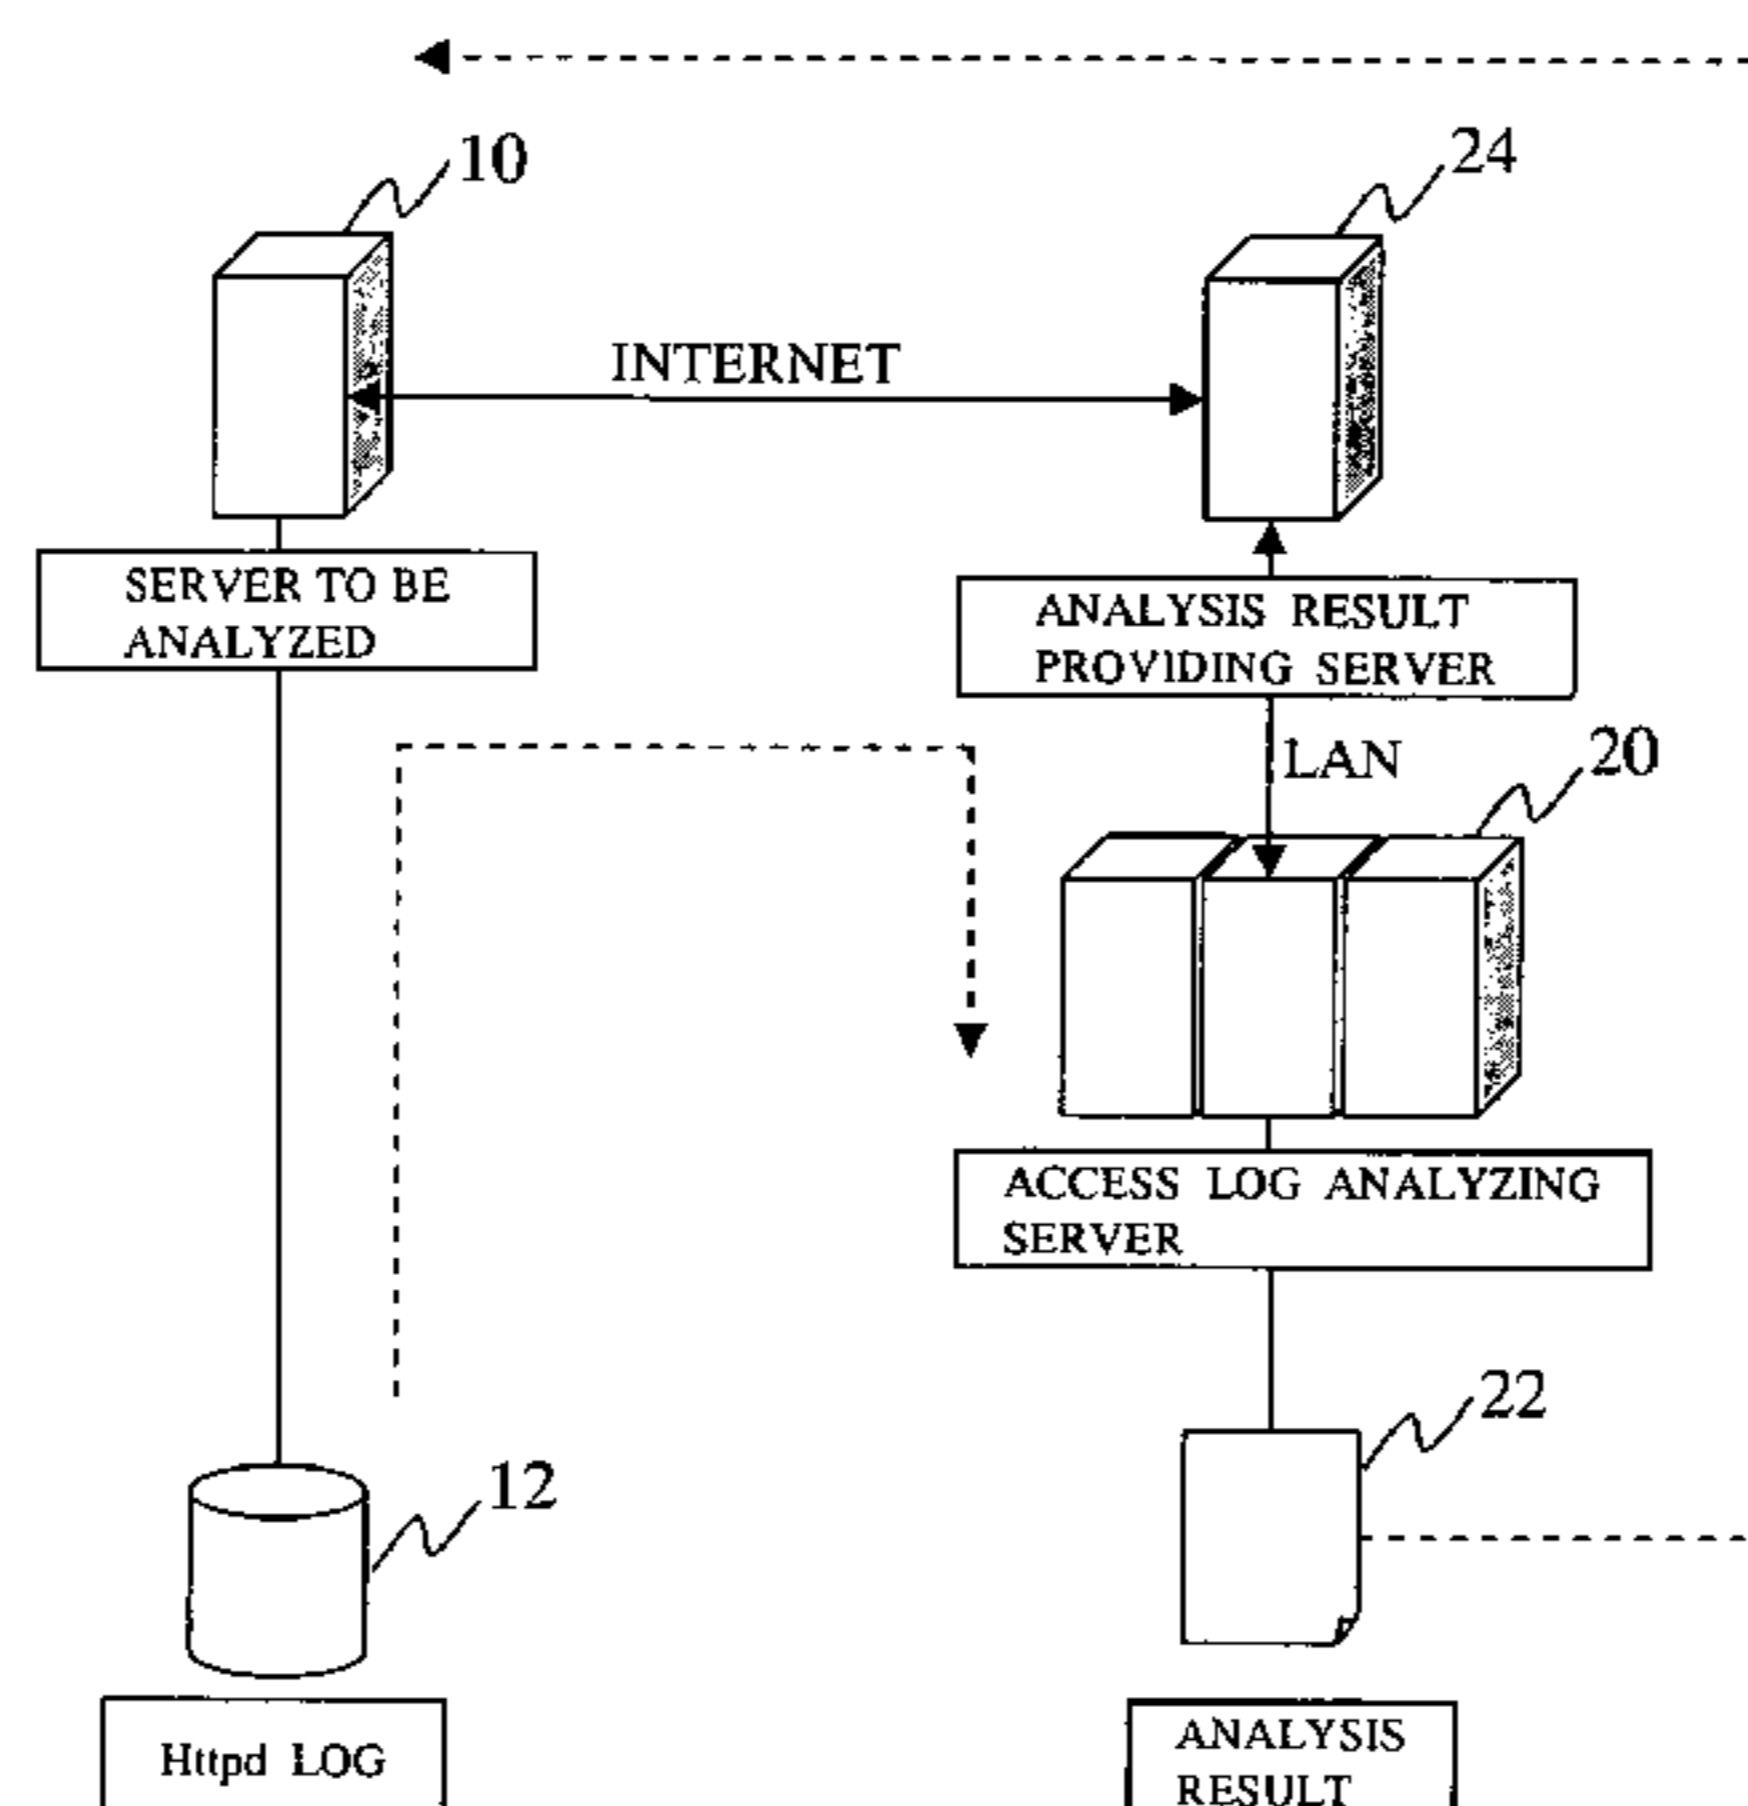 10
24
INTERNET
SERVER TO BE
ANALYZED
ANALYSIS RESULT
PROVIDING SERVER
LAN
20
ACCESS LOG ANALYZING
SERVER
22
12
Httpd LOG
ANALYSIS
RESULT